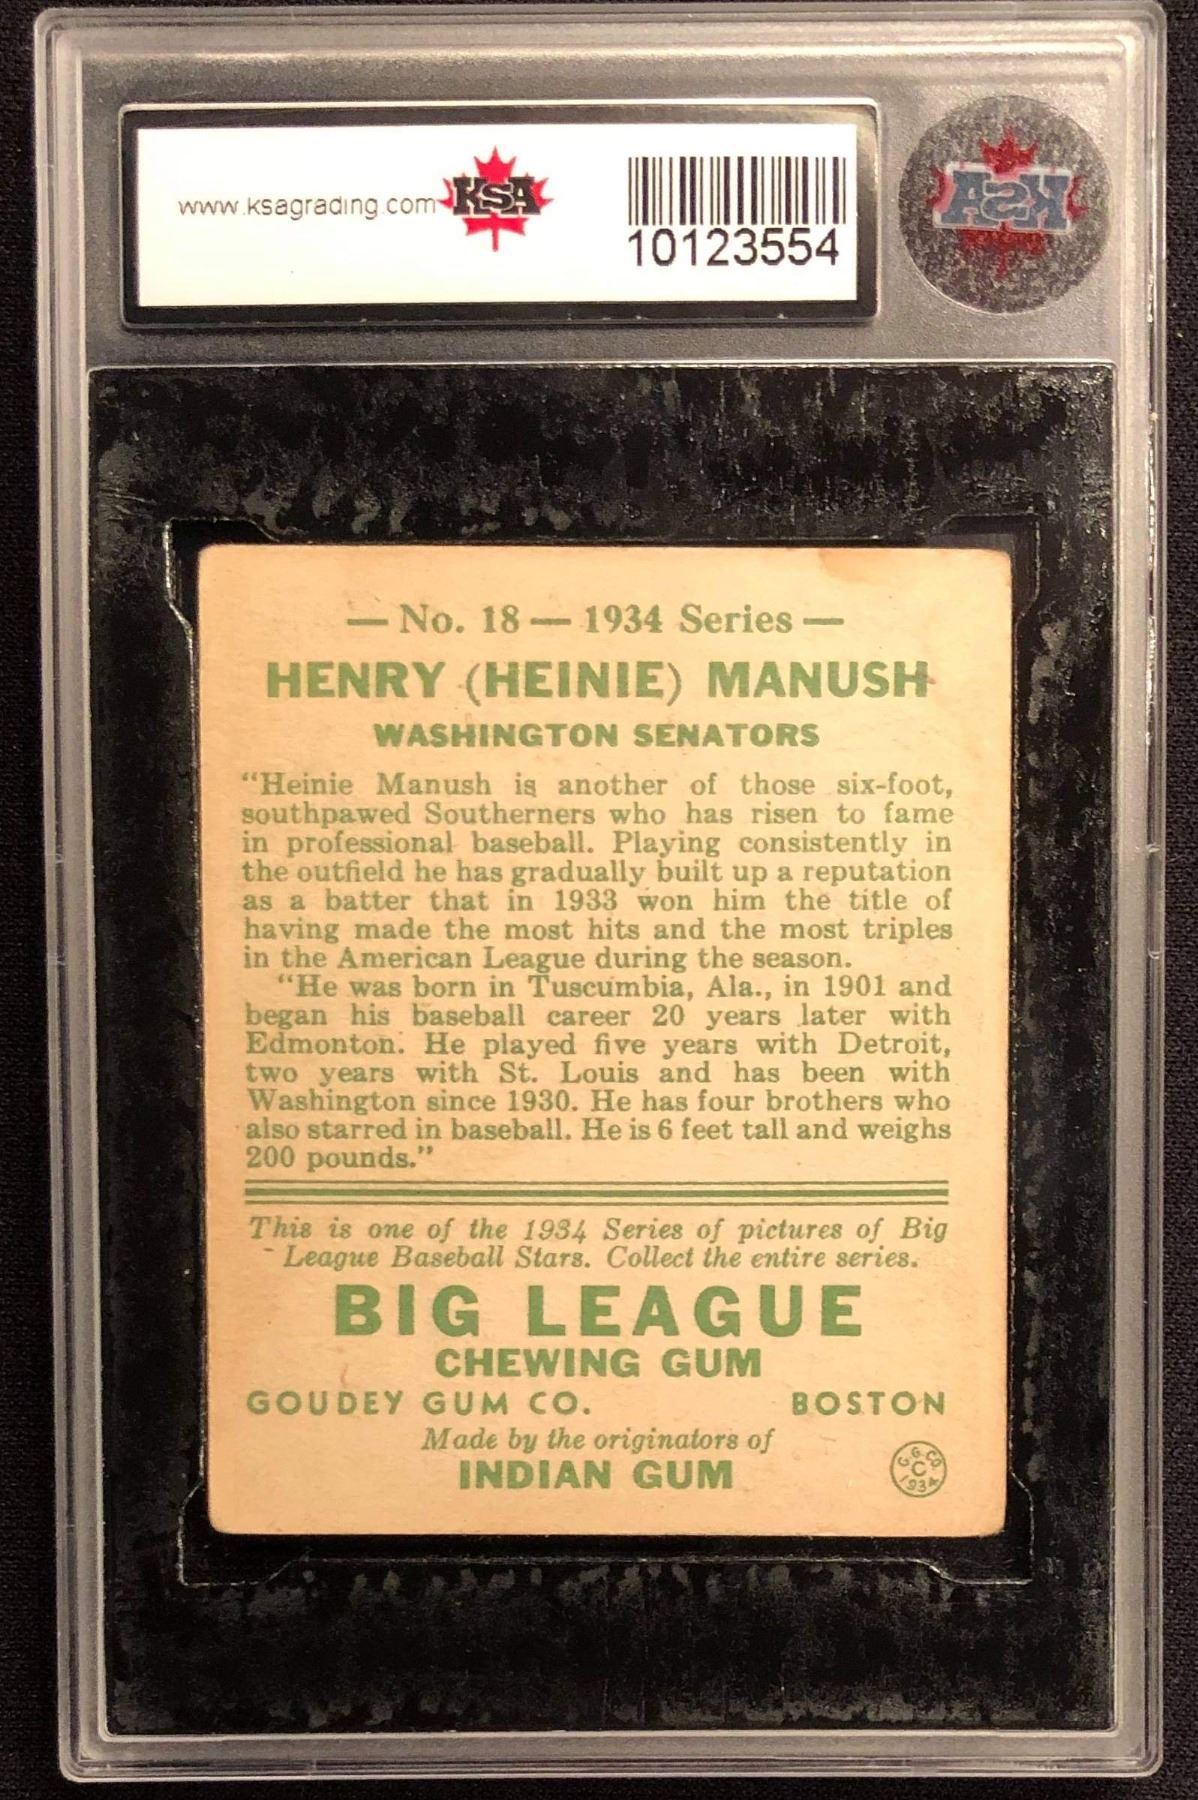 www.ksagrading.com KSA
10123554
KSA
— No. 18 — 1934 Series —
HENRY (HEINIE) MANUSH
WASHINGTON SENATORS
“Heinie Manush is another of those six-foot,
southpawed Southerners who has risen to fame
in professional baseball. Playing consistently in
the outfield he has gradually built up a reputation
as a batter that in 1933 won him the title of
having made the most hits and the most triples
in the American League during the season.
“He was born in Tuscumbia, Ala., in 1901 and
began his baseball career 20 years later with
Edmonton. He played five years with Detroit,
two years with St. Louis and has been with
Washington since 1930. He has four brothers who
also starred in baseball. He is 6 feet tall and weighs
200 pounds.”
This is one of the 1934 Series of pictures of Big
League Baseball Stars. Collect the entire series.
BIG LEAGUE
CHEWING GUM
GOUDEY GUM CO. BOSTON
Made by the originators of
INDIAN GUM
G. G. CO.
C
1934